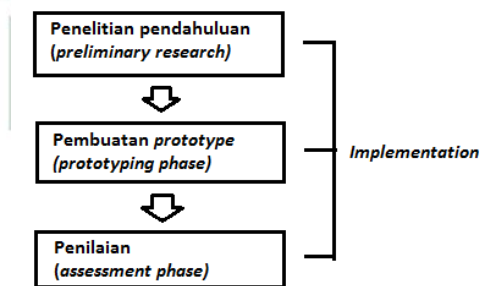 Penelitian pendahuluan
(preliminary research)
Pembuatan prototype
(prototyping phase)
Implementation
Penilaian
(assessment phase)